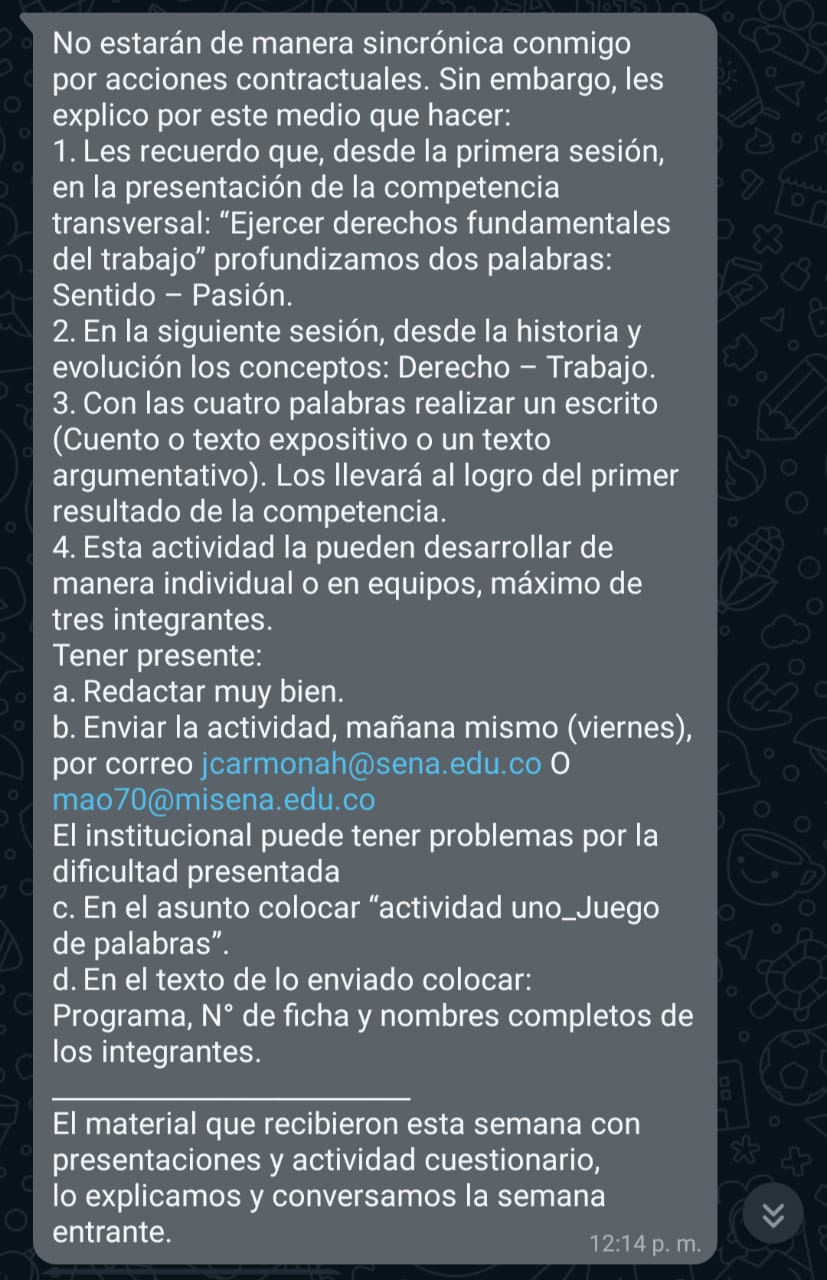 No estarán de manera sincrónica conmigo
por acciones contractuales. Sin embargo, les
explico por este medio que hacer:
1. Les recuerdo que, desde la primera sesión,
en la presentación de la competencia
transversal: “Ejercer derechos fundamentales
del trabajo” profundizamos dos palabras:
Sentido – Pasión.
2. En la siguiente sesión, desde la historia y
evolución los conceptos: Derecho – Trabajo.
3. Con las cuatro palabras realizar un escrito
(Cuento o texto expositivo o un texto
argumentativo). Los llevará al logro del primer
resultado de la competencia.
4. Esta actividad la pueden desarrollar de
manera individual o en equipos, máximo de
tres integrantes.
Tener presente:
a. Redactar muy bien.
b. Enviar la actividad, mañana mismo (viernes),
por correo jcarmonah@sena.edu.co O
mao70@misena.edu.co
El institucional puede tener problemas por la
dificultad presentada
c. En el asunto colocar “actividad uno_Juego
de palabras”.
d. En el texto de lo enviado colocar:
Programa, N° de ficha y nombres completos de
los integrantes.
El material que recibieron esta semana con
presentaciones y actividad cuestionario,
lo explicamos y conversamos la semana
entrante.
12:14 p. m.